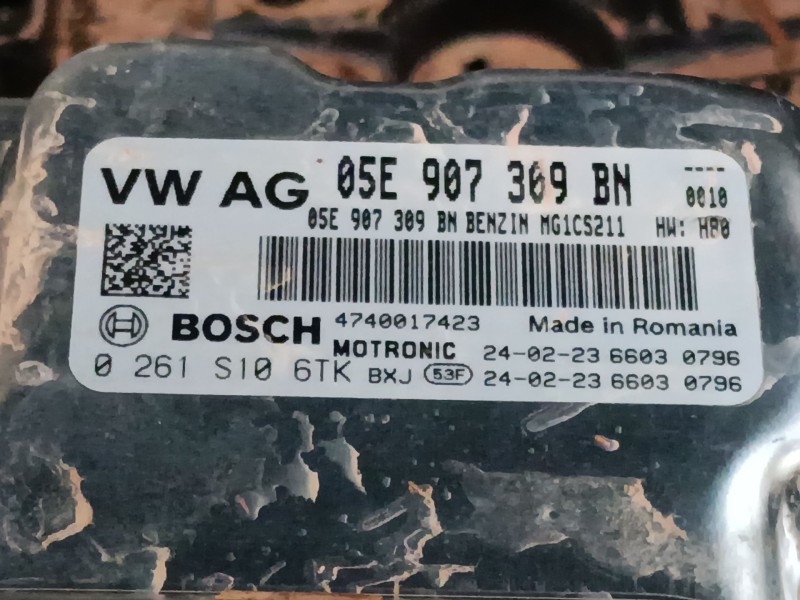 VW AG 05E 907 309 BN ----
0010
05E 907 309 BN BENZIN MG1CS211 HW: HP0
BOSCH 4740017423 Made in Romania
MOTRONIC 24-02-23 6603 0796
0 261 S10 6TK BXJ 53F 24-02-23 6603 0796